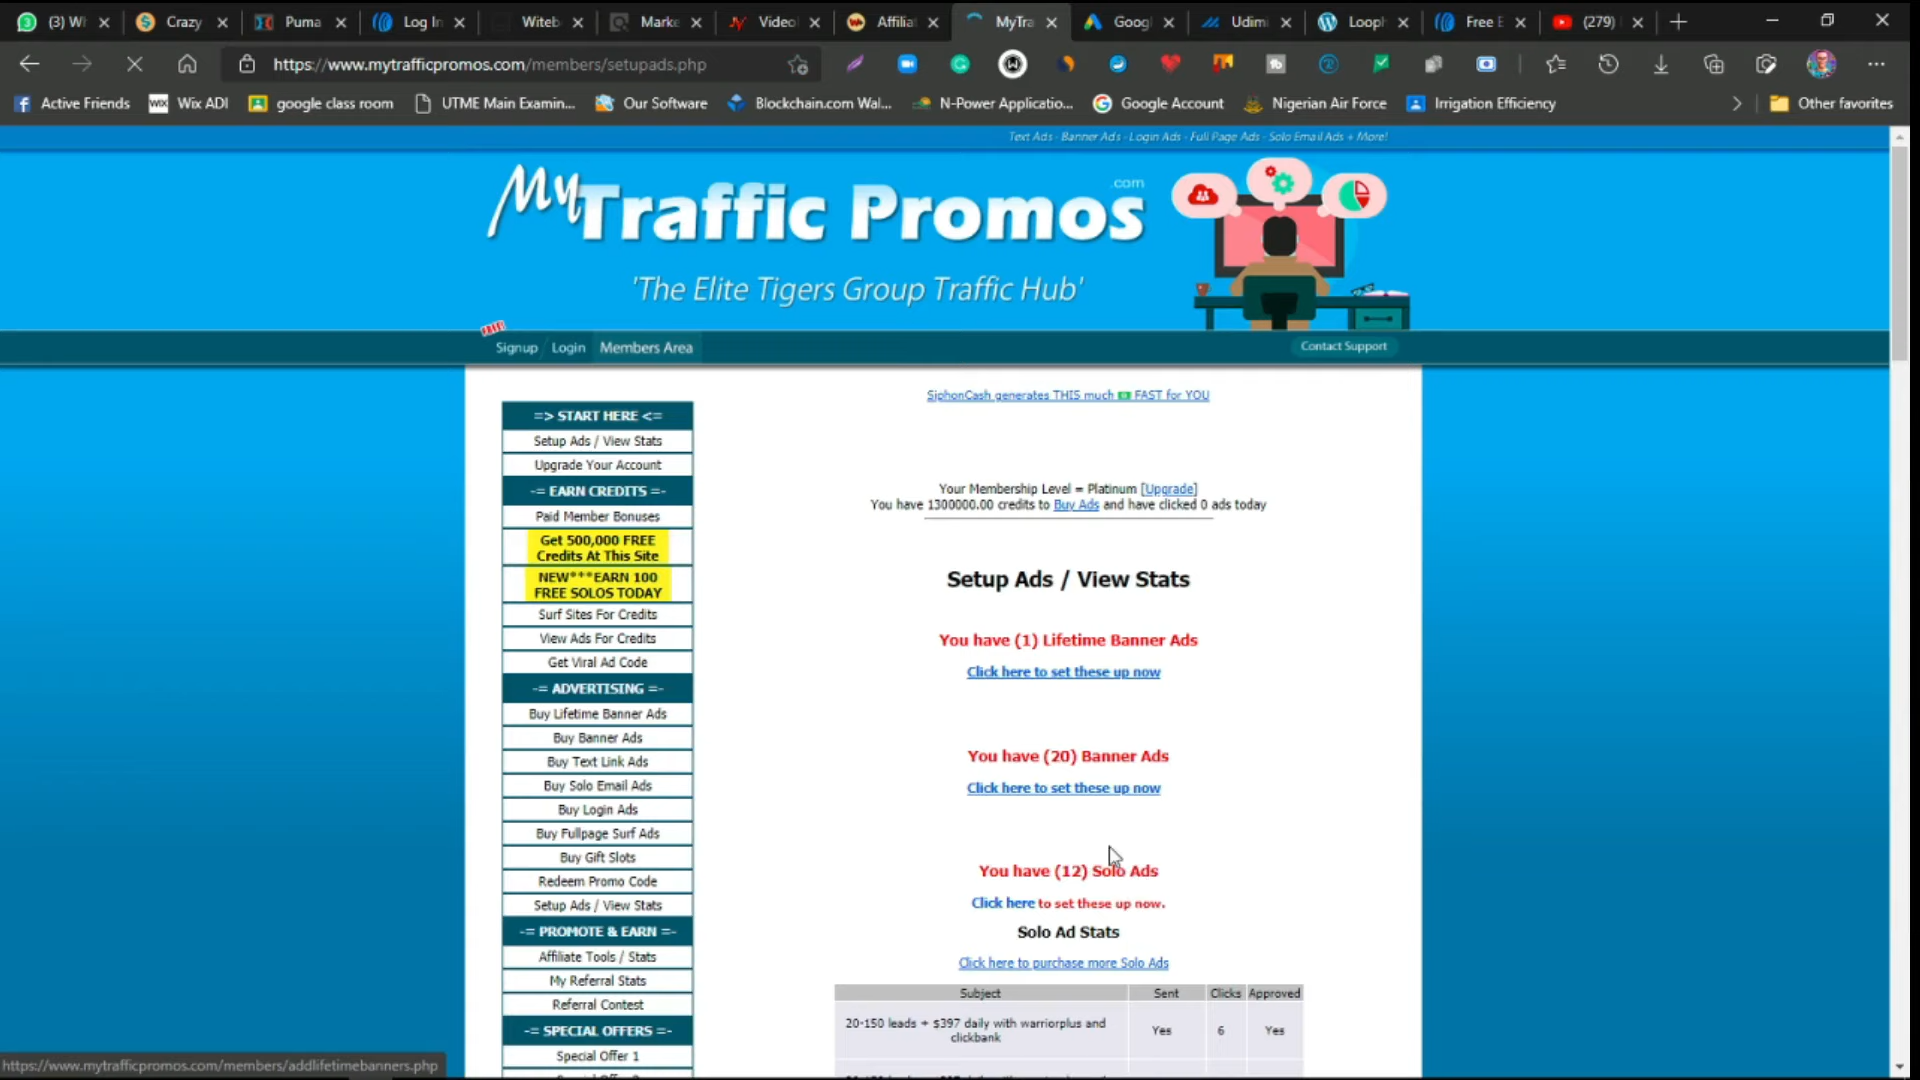 (3) Wh
Crazy
Puma
Log In
Witeb
Marke
Video
Affilia
MyTra
Googl
Udimi
Looph
Free E
(279)
https://www.mytrafficpromos.com/members/setupads.php
Active Friends
Wix ADI
google class room
UTME Main Examin...
Our Software
Blockchain.com Wal...
N-Power Applicatio...
Google Account
Nigerian Air Force
Irrigation Efficiency
Other favorites
Text Ads - Banner Ads - Login Ads - Full Page Ads - Solo Email Ads + More!
My Traffic Promos .com
'The Elite Tigers Group Traffic Hub'
FREE!
Signup
Login
Members Area
Contact Support
SiphonCash generates THIS much FAST for YOU
=> START HERE <=
Setup Ads / View Stats
Upgrade Your Account
-= EARN CREDITS =-
Paid Member Bonuses
Get 500,000 FREE
Credits At This Site
NEW***EARN 100
FREE SOLOS TODAY
Surf Sites For Credits
View Ads For Credits
Get Viral Ad Code
-= ADVERTISING =-
Buy Lifetime Banner Ads
Buy Banner Ads
Buy Text Link Ads
Buy Solo Email Ads
Buy Login Ads
Buy Fullpage Surf Ads
Buy Gift Slots
Redeem Promo Code
Setup Ads / View Stats
-= PROMOTE & EARN =-
Affiliate Tools / Stats
My Referral Stats
Referral Contest
-= SPECIAL OFFERS =-
Special Offer 1
Your Membership Level = Platinum [Upgrade]
You have 1300000.00 credits to Buy Ads and have clicked 0 ads today
Setup Ads / View Stats
You have (1) Lifetime Banner Ads
Click here to set these up now
You have (20) Banner Ads
Click here to set these up now
You have (12) Solo Ads
Click here to set these up now.
Solo Ad Stats
Click here to purchase more Solo Ads
Subject Sent Clicks Approved
20-150 leads + $397 daily with warriorplus and
clickbank
Yes 6 Yes
https://www.mytrafficpromos.com/members/addlifetimebanners.php